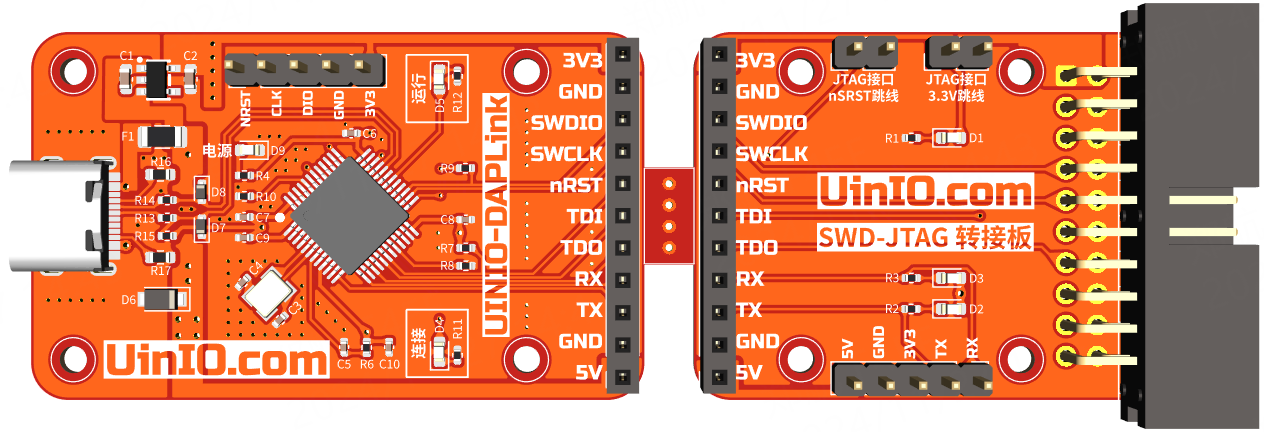 C1
C2
F1
R16
R14
R13
R15
R17
D8
D7
D6
NRST
CLK
DIO
GND
3V3
电源
D9
R4
R10
C7
C9
C6
C4
C3
运行
D5
R12
R9
C8
R7
R8
UINIO-DAPLink
连接
D4
R11
C5
R6
C10
UinIO.com
3V3
GND
SWDIO
SWCLK
nRST
TDI
TDO
RX
TX
GND
5V
3V3
GND
SWDIO
SWCLK
nRST
TDI
TDO
RX
TX
GND
5V
JTAG接口
nSRST跳线
JTAG接口
3.3V跳线
R1
D1
UinIO.com
SWD-JTAG 转接板
R3
D3
R2
D2
5V
GND
3V3
TX
RX